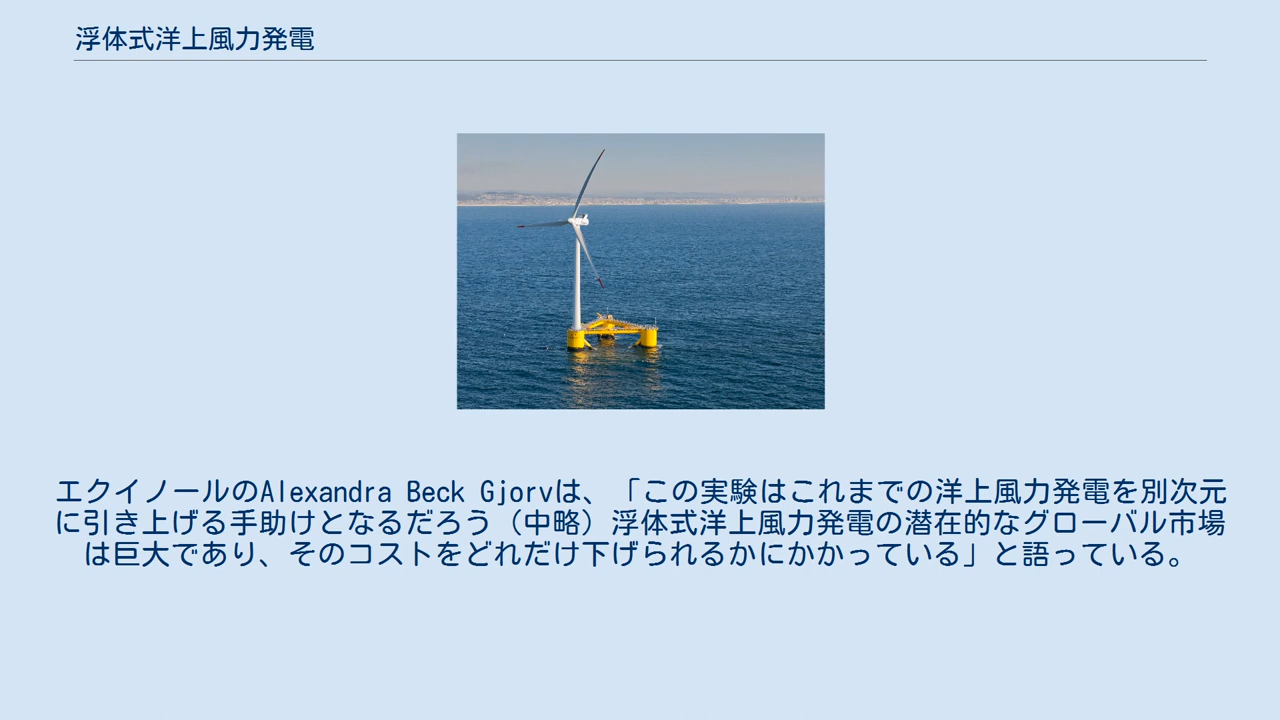 浮体式洋上風力発電
エクイノールのAlexandra Beck Gjorvは、「この実験はこれまでの洋上風力発電を別次元
に引き上げる手助けとなるだろう（中略）浮体式洋上風力発電の潜在的なグローバル市場
は巨大であり、そのコストをどれだけ下げられるかにかかっている」と語っている。